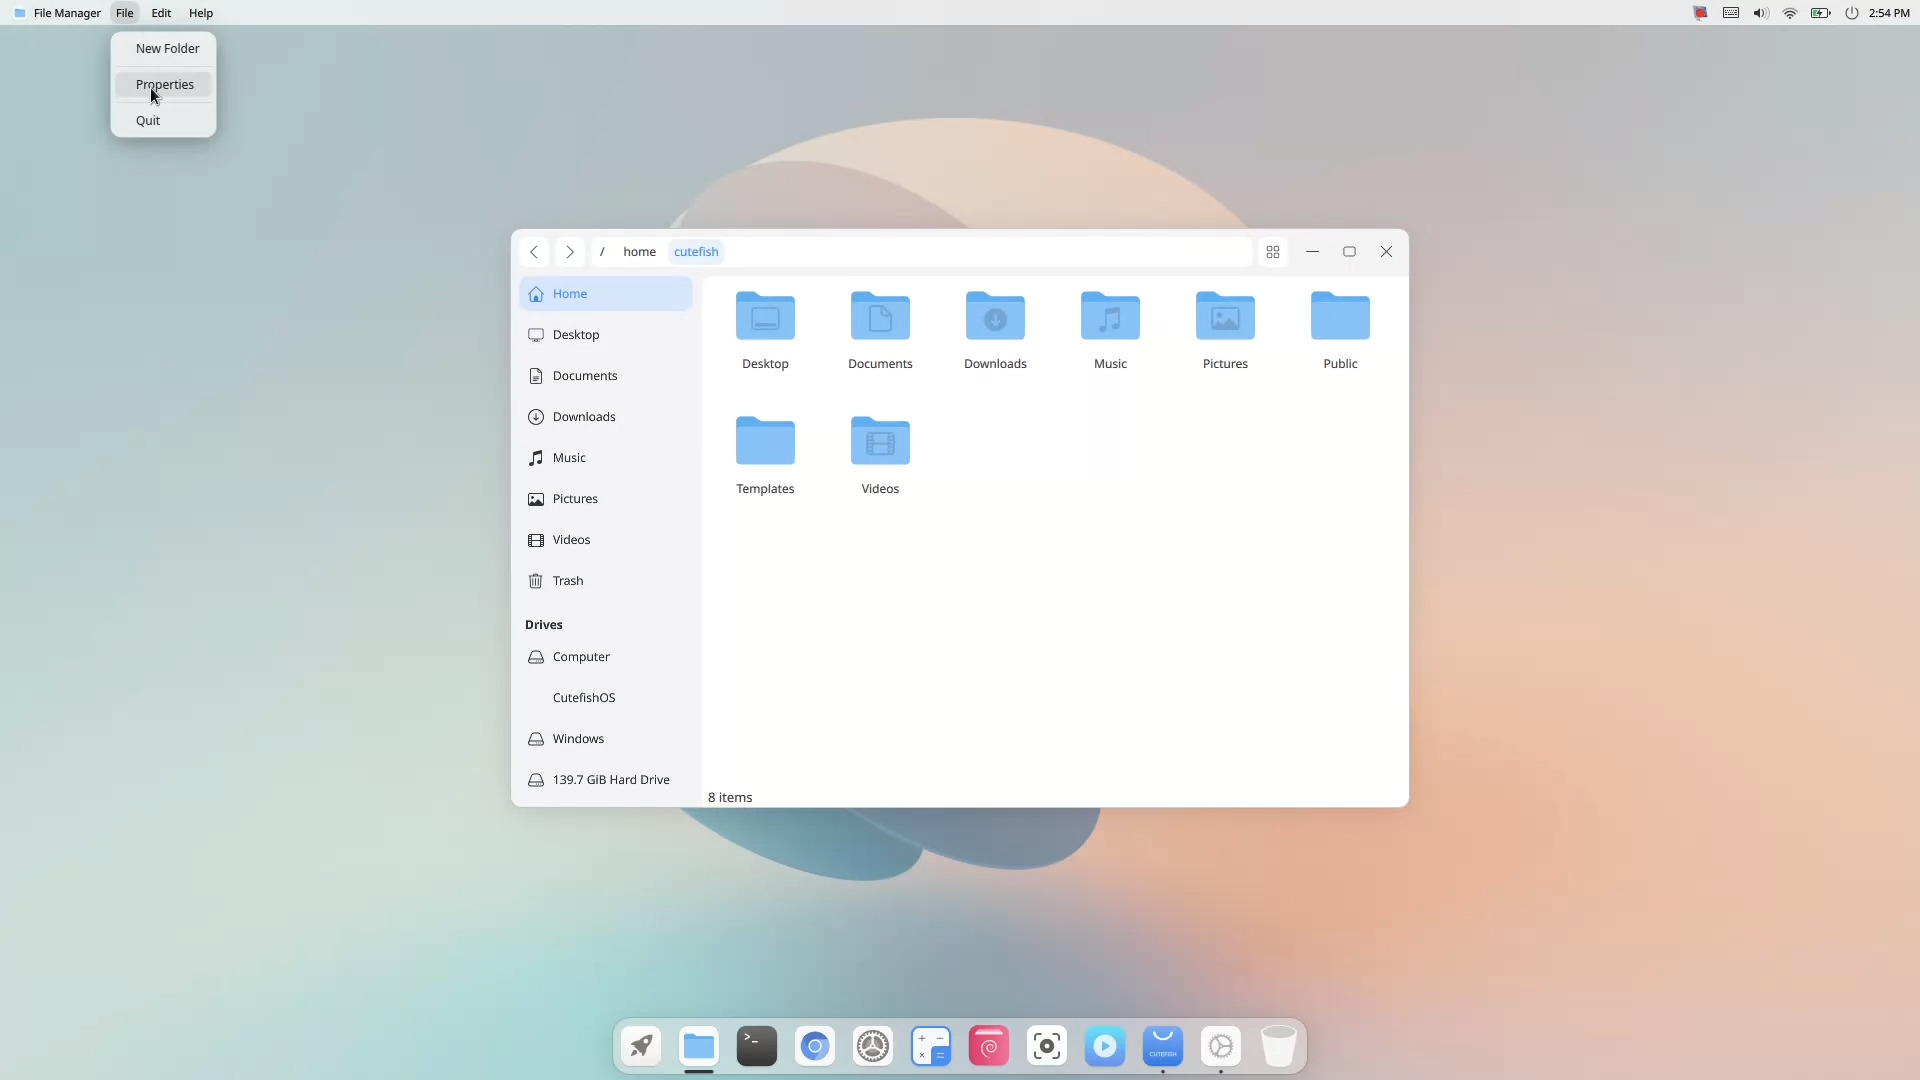 File Manager File Edit Help 2:54 PM
New Folder
Properties
Quit
/ home cutefish
Home
Desktop
Documents
Downloads
Music
Pictures
Videos
Trash
Drives
Computer
CutefishOS
Windows
139.7 GiB Hard Drive
Desktop Documents Downloads Music Pictures Public
Templates Videos
8 items
>_
+ −
× =
CUTEFISH